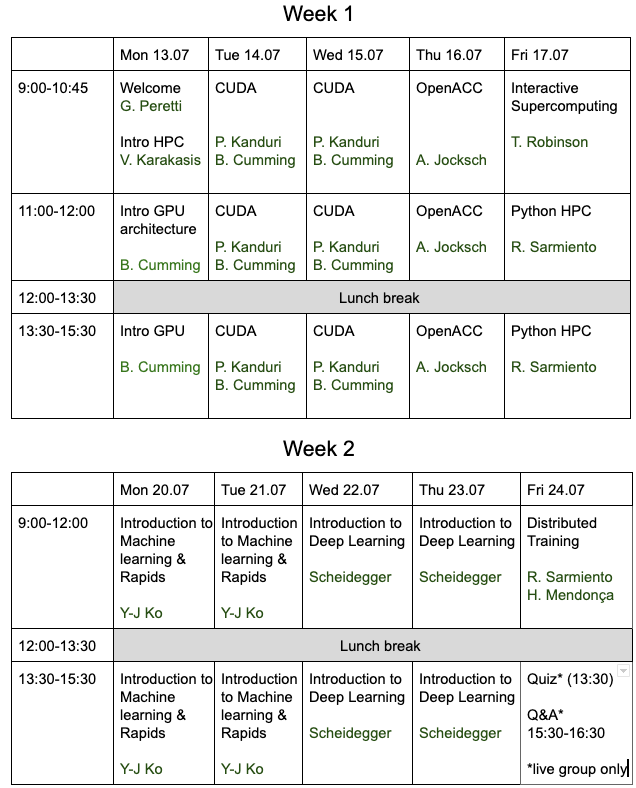 Week 1
Mon 13.07 Tue 14.07 Wed 15.07 Thu 16.07 Fri 17.07
9:00-10:45 Welcome CUDA CUDA OpenACC Interactive
G. Peretti Supercomputing
Intro HPC P. Kanduri P. Kanduri T. Robinson
V. Karakasis B. Cumming B. Cumming A. Jocksch
11:00-12:00 Intro GPU CUDA CUDA OpenACC Python HPC
architecture
P. Kanduri P. Kanduri A. Jocksch R. Sarmiento
B. Cumming B. Cumming B. Cumming
12:00-13:30 Lunch break
13:30-15:30 Intro GPU CUDA CUDA OpenACC Python HPC
B. Cumming P. Kanduri P. Kanduri A. Jocksch R. Sarmiento
B. Cumming B. Cumming
Week 2
Mon 20.07 Tue 21.07 Wed 22.07 Thu 23.07 Fri 24.07
9:00-12:00 Introduction to Introduction Introduction to Introduction to Distributed
Machine to Machine Deep Learning Deep Learning Training
learning & learning &
Rapids Rapids Scheidegger Scheidegger R. Sarmiento
H. Mendonça
Y-J Ko Y-J Ko
12:00-13:30 Lunch break
13:30-15:30 Introduction to Introduction Introduction to Introduction to Quiz* (13:30)
Machine to Machine Deep Learning Deep Learning
learning & learning & Q&A*
Rapids Rapids Scheidegger Scheidegger 15:30-16:30
Y-J Ko Y-J Ko *live group only